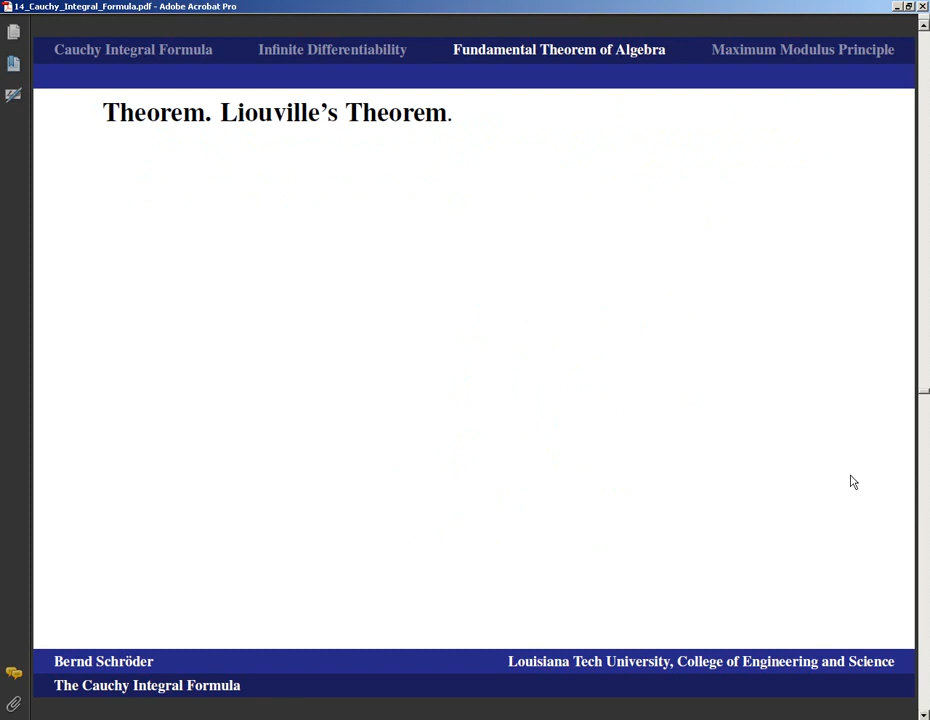 14_Cauchy_Integral_Formula.pdf - Adobe Acrobat Pro
Cauchy Integral Formula Infinite Differentiability Fundamental Theorem of Algebra Maximum Modulus Principle
Theorem. Liouville's Theorem.
Bernd Schröder Louisiana Tech University, College of Engineering and Science
The Cauchy Integral Formula